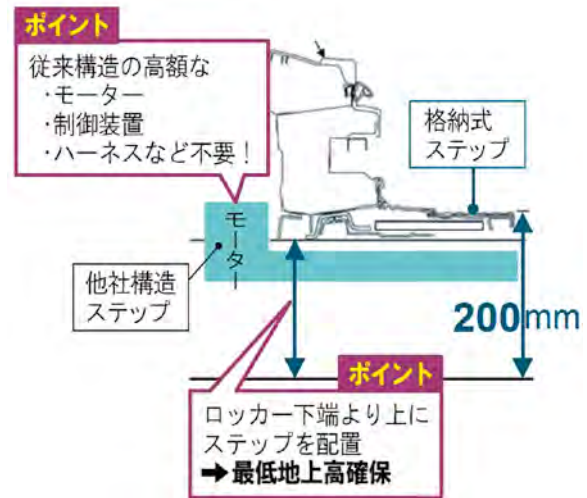 ポイント
従来構造の高額な
・モーター
・制御装置
・ハーネスなど不要！
格納式
ステップ
モーター
他社構造
ステップ
200mm
ポイント
ロッカー下端より上に
ステップを配置
➡最低地上高確保